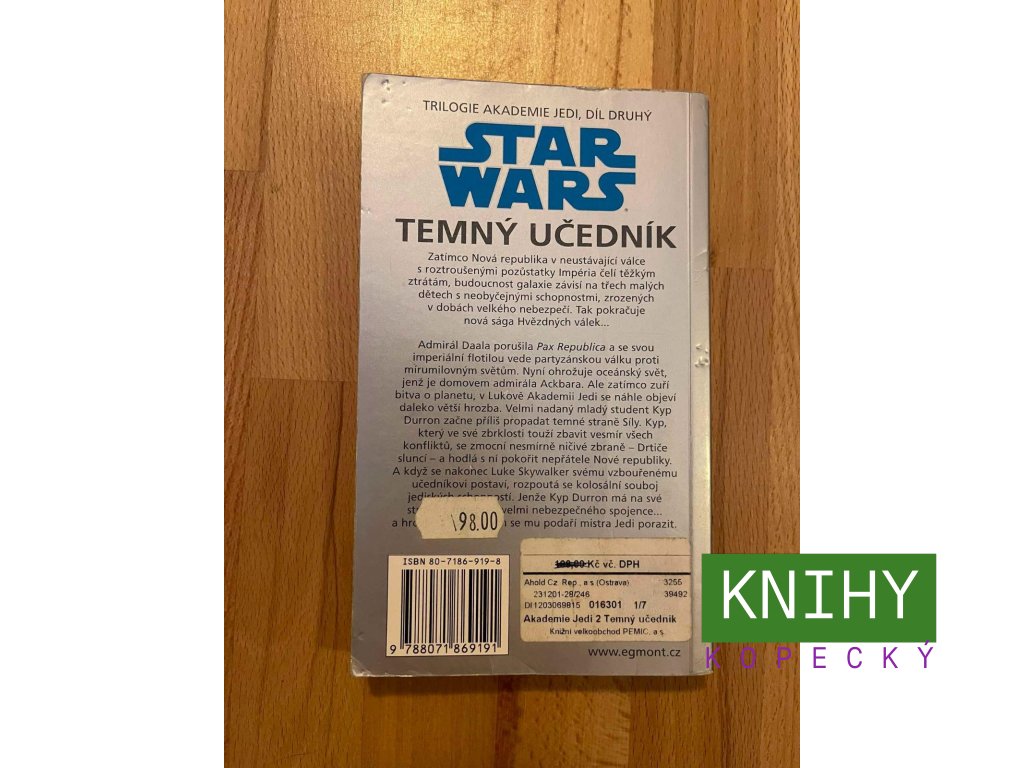 TRILOGIE AKADEMIE JEDI, DÍL DRUHÝ
STAR
WARS
TEMNÝ UČEDNÍK
Zatímco Nová republika v neustávající válce
s roztroušenými pozůstatky Impéria čelí těžkým
ztrátám, budoucnost galaxie závisí na třech malých
dětech s neobyčejnými schopnostmi, zrozených
v dobách velkého nebezpečí. Tak pokračuje
nová sága Hvězdných válek...
Admirál Daala porušila Pax Republica a se svou
imperiální flotilou vede partyzánskou válku proti
mírumilovným světům. Nyní ohrožuje oceánský svět,
jenž je domovem admirála Ackbara. Ale zatímco zuří
bitva o planetu, v Lukově Akademii Jedi se náhle objeví
daleko větší hrozba. Velmi nadaný mladý student Kyp
Durron začne příliš propadat temné straně Síly. Kyp,
který ve své zbrklosti touží zbavit vesmír všech
konfliktů, se zmocní nesmírně ničivé zbraně – Drtiče
sluncí – a hodlá s ní pokořit nepřátele Nové republiky.
A když se nakonec Luke Skywalker svému vzbouřenému
učedníkovi postaví, rozpoutá se kolosální souboj
jediských schopností. Jenže Kyp Durron má na své
velmi nebezpečného spojence...
a se mu podaří mistra Jedi porazit.
98.00
ISBN 80-7186-919-8
9 788071 869191
Kč vč. DPH
Ahold Cz. Rep., a s (Ostrava) 3255
231201-28/246 39492
DI1203069815 016301 1/7
Akademie Jedi 2 Temný učedník
Knižní velkoobchod PEMIC, a.s.
www.egmont.cz
KNIHY
KOPECKÝ